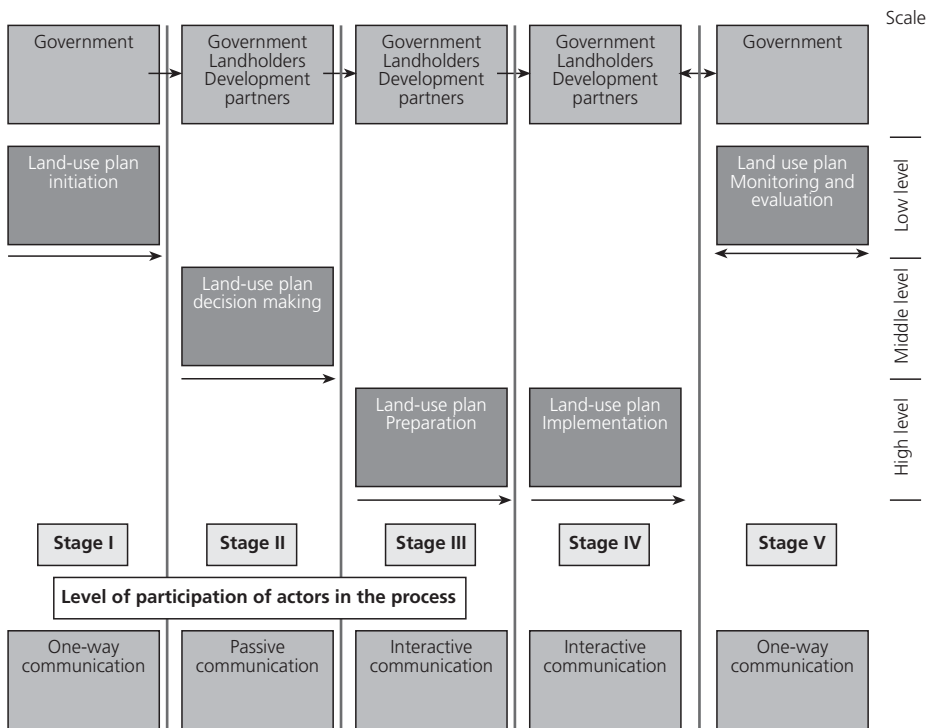 Scale
Government
Government
Landholders
Development
partners
Government
Landholders
Development
partners
Government
Landholders
Development
partners
Government
Land-use plan
initiation
Land use plan
Monitoring and
evaluation
Low level
Land-use plan
decision making
Middle level
Land-use plan
Preparation
Land-use plan
Implementation
High level
Stage I
Stage II
Stage III
Stage IV
Stage V
Level of participation of actors in the process
One-way
communication
Passive
communication
Interactive
communication
Interactive
communication
One-way
communication